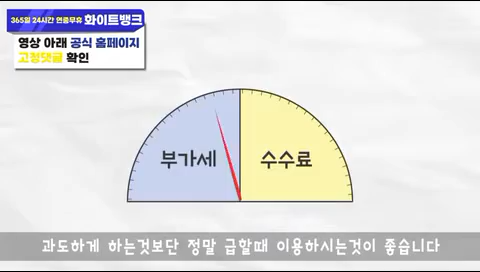 365일 24시간 연중무휴 화이트뱅크
영상 아래 공식 홈페이지
고정댓글 확인
부가세 수수료
과도하게 하는것보단 정말 급할때 이용하시는것이 좋습니다